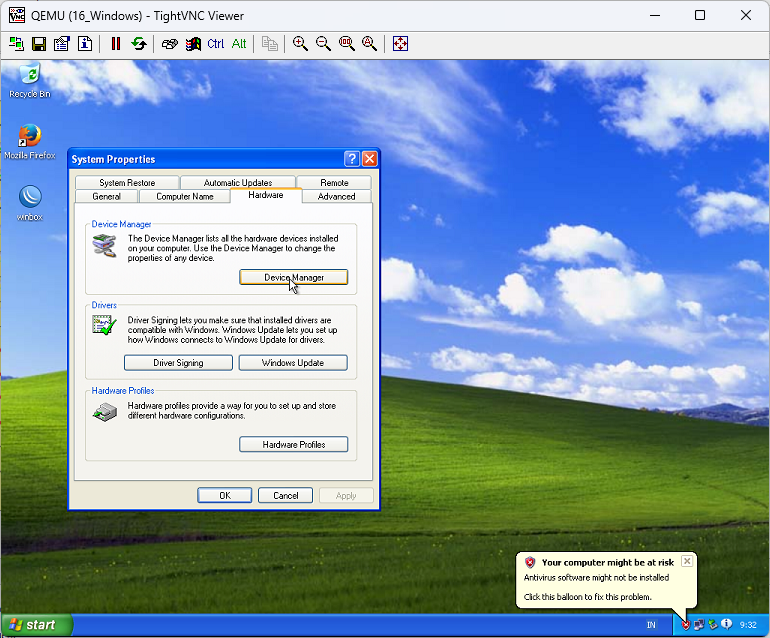 QEMU (16_Windows) - TightVNC Viewer
Ctrl Alt
Recycle Bin
Mozilla Firefox
winbox
System Properties
System Restore Automatic Updates Remote
General Computer Name Hardware Advanced
Device Manager
The Device Manager lists all the hardware devices installed
on your computer. Use the Device Manager to change the
properties of any device.
Device Manager
Drivers
Driver Signing lets you make sure that installed drivers are
compatible with Windows. Windows Update lets you set up
how Windows connects to Windows Update for drivers.
Driver Signing Windows Update
Hardware Profiles
Hardware profiles provide a way for you to set up and store
different hardware configurations.
Hardware Profiles
OK Cancel Apply
Your computer might be at risk
Antivirus software might not be installed
Click this balloon to fix this problem.
start IN 9:32